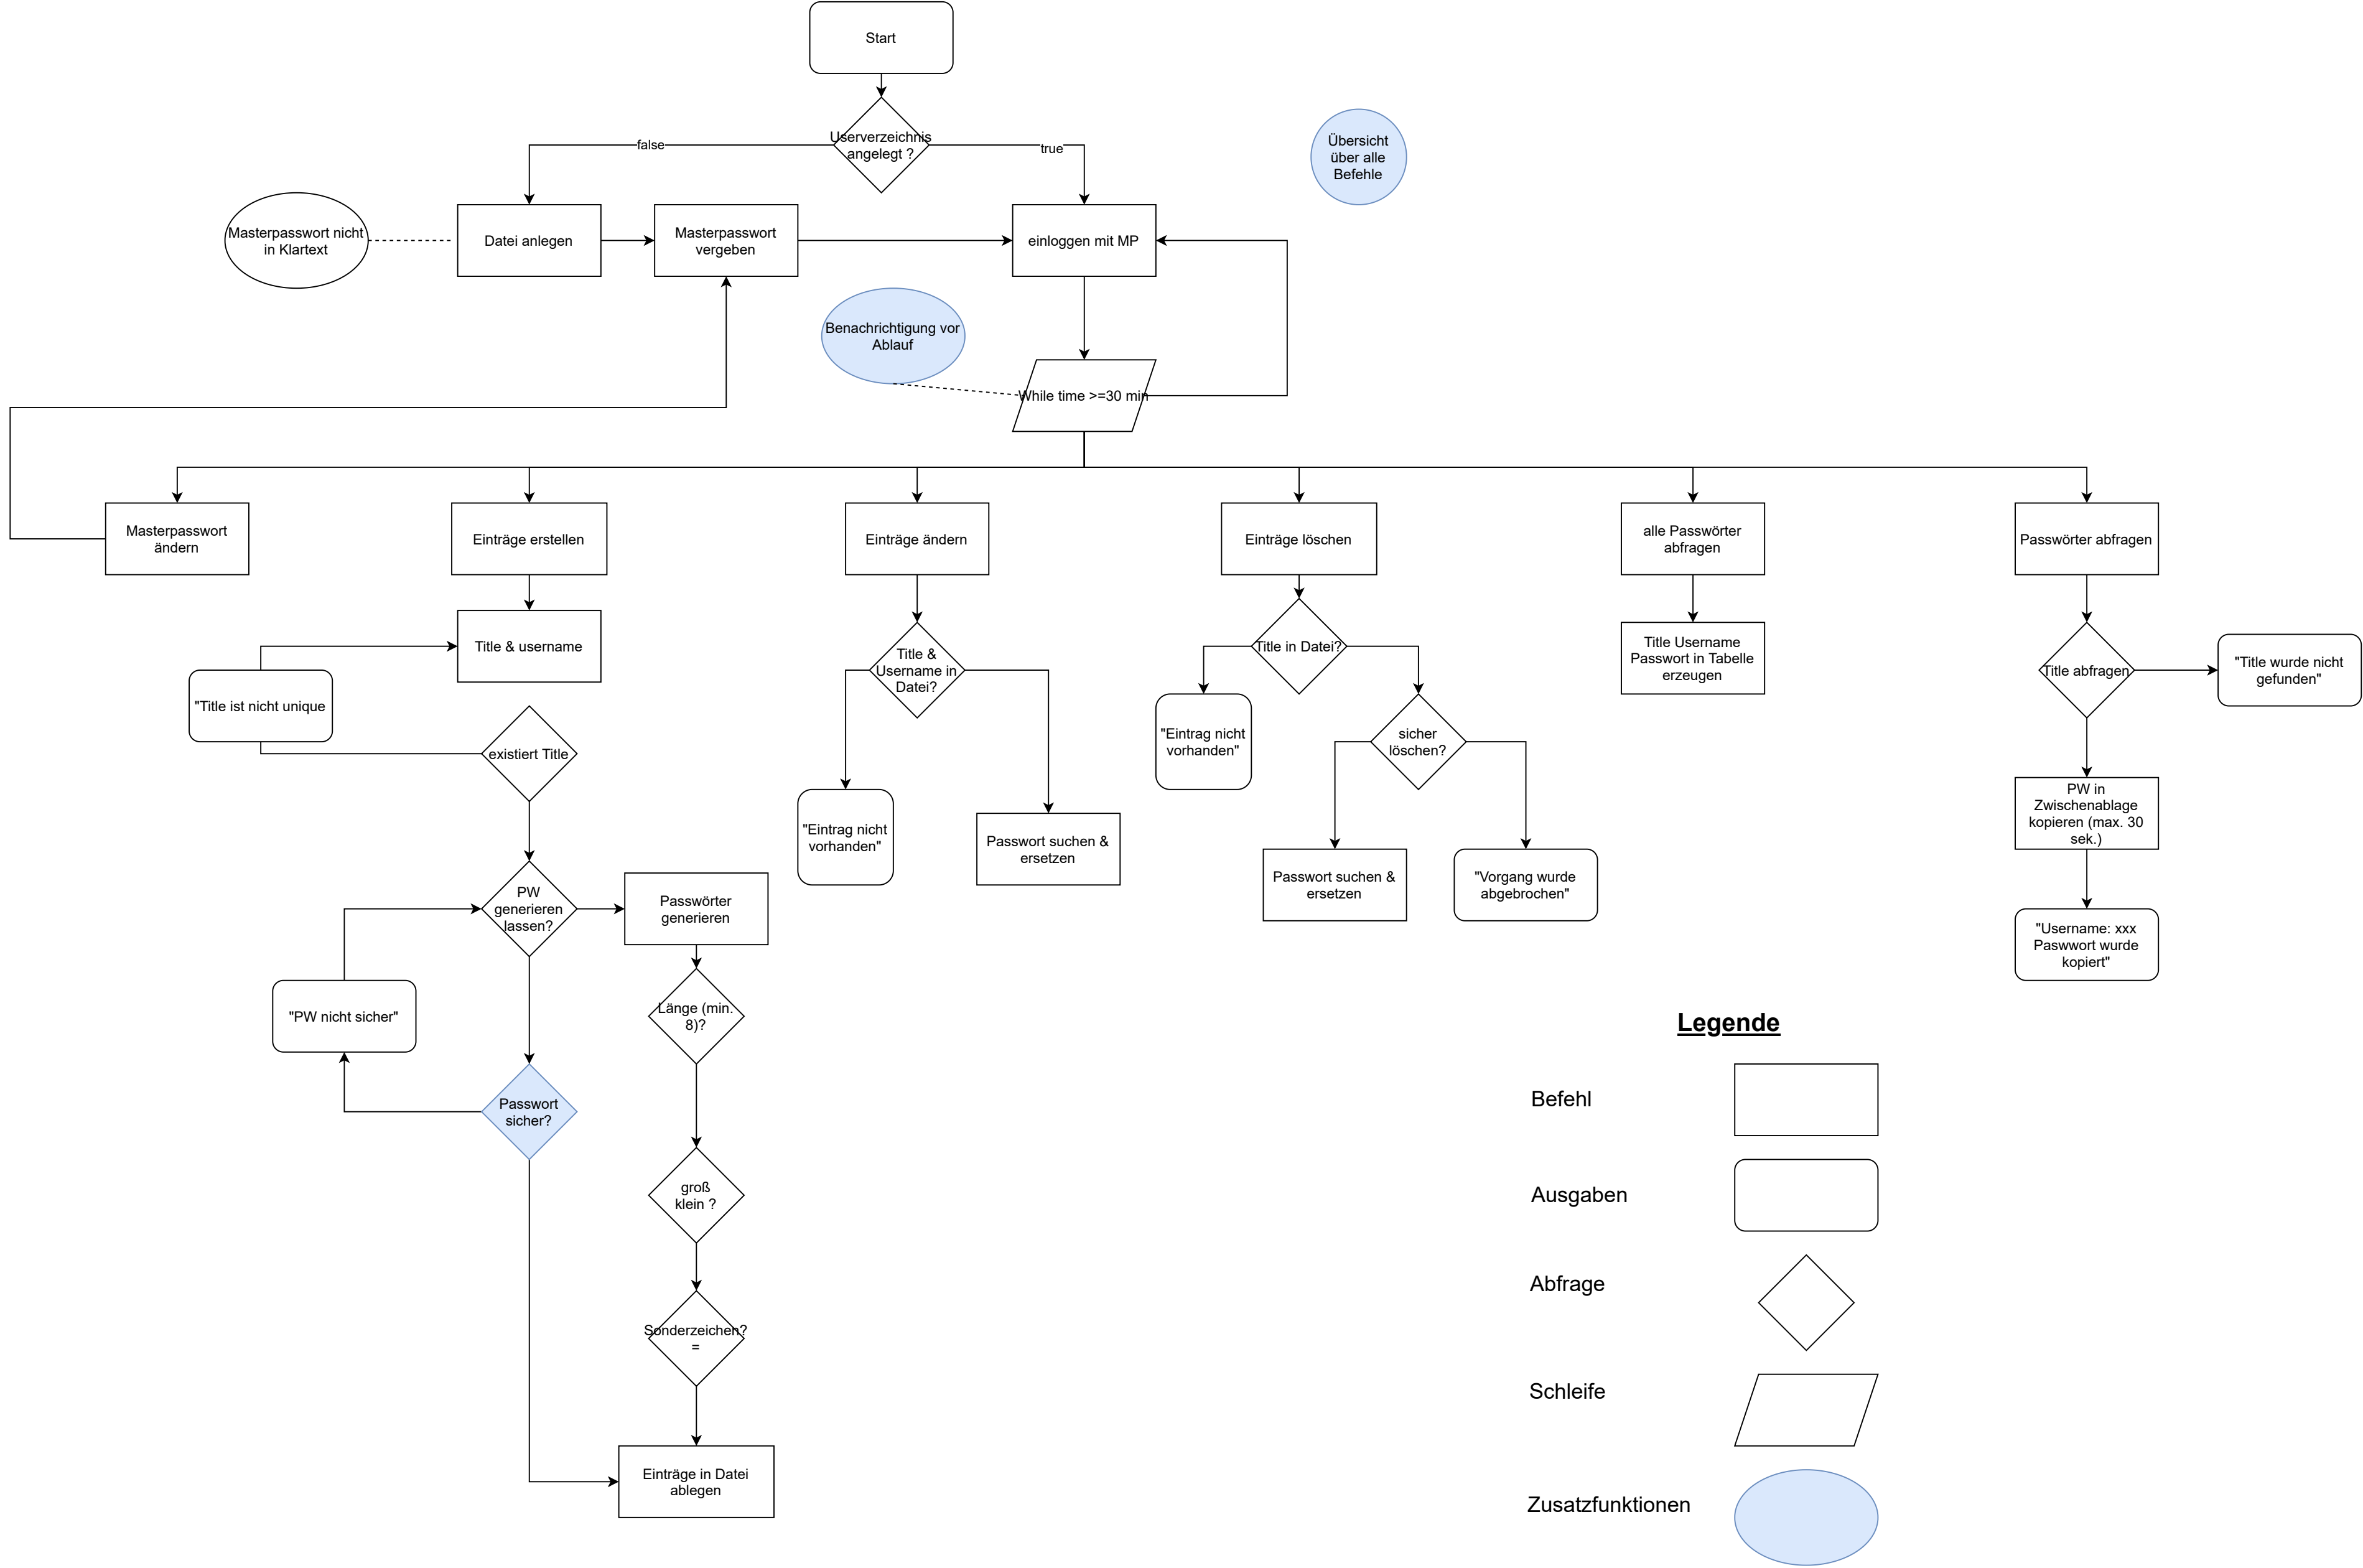 Start
Userverzeichnis
angelegt ?
false
true
Übersicht
über alle
Befehle
Masterpasswort nicht
in Klartext
Datei anlegen
Masterpasswort
vergeben
einloggen mit MP
Benachrichtigung vor
Ablauf
While time >=30 min
Masterpasswort
ändern
Einträge erstellen
Einträge ändern
Einträge löschen
alle Passwörter
abfragen
Passwörter abfragen
Title & username
"Title ist nicht unique
existiert Title
PW
generieren
lassen?
Passwörter
generieren
"PW nicht sicher"
Länge (min.
8)?
Passwort
sicher?
groß
klein ?
Sonderzeichen?
=
Einträge in Datei
ablegen
Title &
Username in
Datei?
"Eintrag nicht
vorhanden"
Passwort suchen &
ersetzen
Title in Datei?
"Eintrag nicht
vorhanden"
sicher
löschen?
Passwort suchen &
ersetzen
"Vorgang wurde
abgebrochen"
Title Username
Passwort in Tabelle
erzeugen
Title abfragen
"Title wurde nicht
gefunden"
PW in
Zwischenablage
kopieren (max. 30
sek.)
"Username: xxx
Paswwort wurde
kopiert"
Legende
Befehl
Ausgaben
Abfrage
Schleife
Zusatzfunktionen